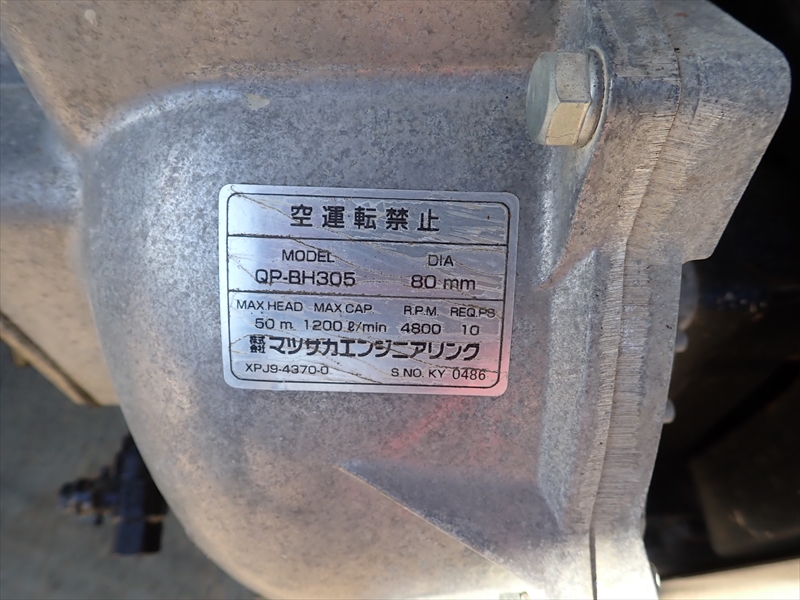 空運転禁止
MODEL DIA
QP-BH305 80 mm
MAX.HEAD MAX.CAP. R.P.M. REQ.PS
50 m 1200 ℓ/min 4800 10
株式会社 マツサカエンジニアリング
XPJ9-4370-0 S NO. KY 0486